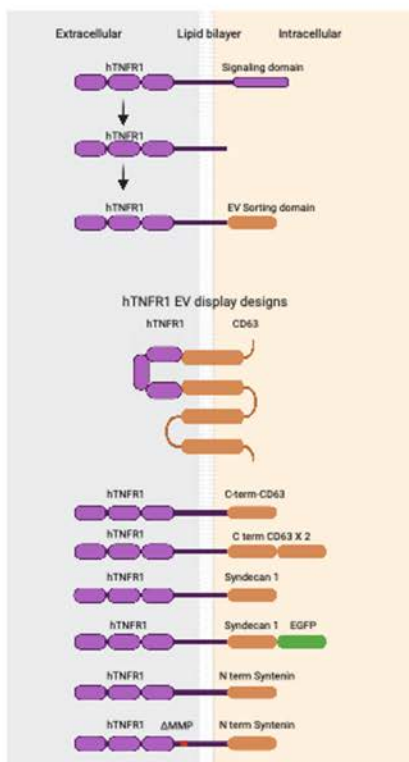 Extracellular Lipid bilayer Intracellular
hTNFR1 Signaling domain
hTNFR1
hTNFR1 EV Sorting domain
hTNFR1 EV display designs
hTNFR1 CD63
hTNFR1 C-term-CD63
hTNFR1 C term CD63 X 2
hTNFR1 Syndecan 1
hTNFR1 Syndecan 1 EGFP
hTNFR1 N term Syntenin
hTNFR1 ΔMMP N term Syntenin